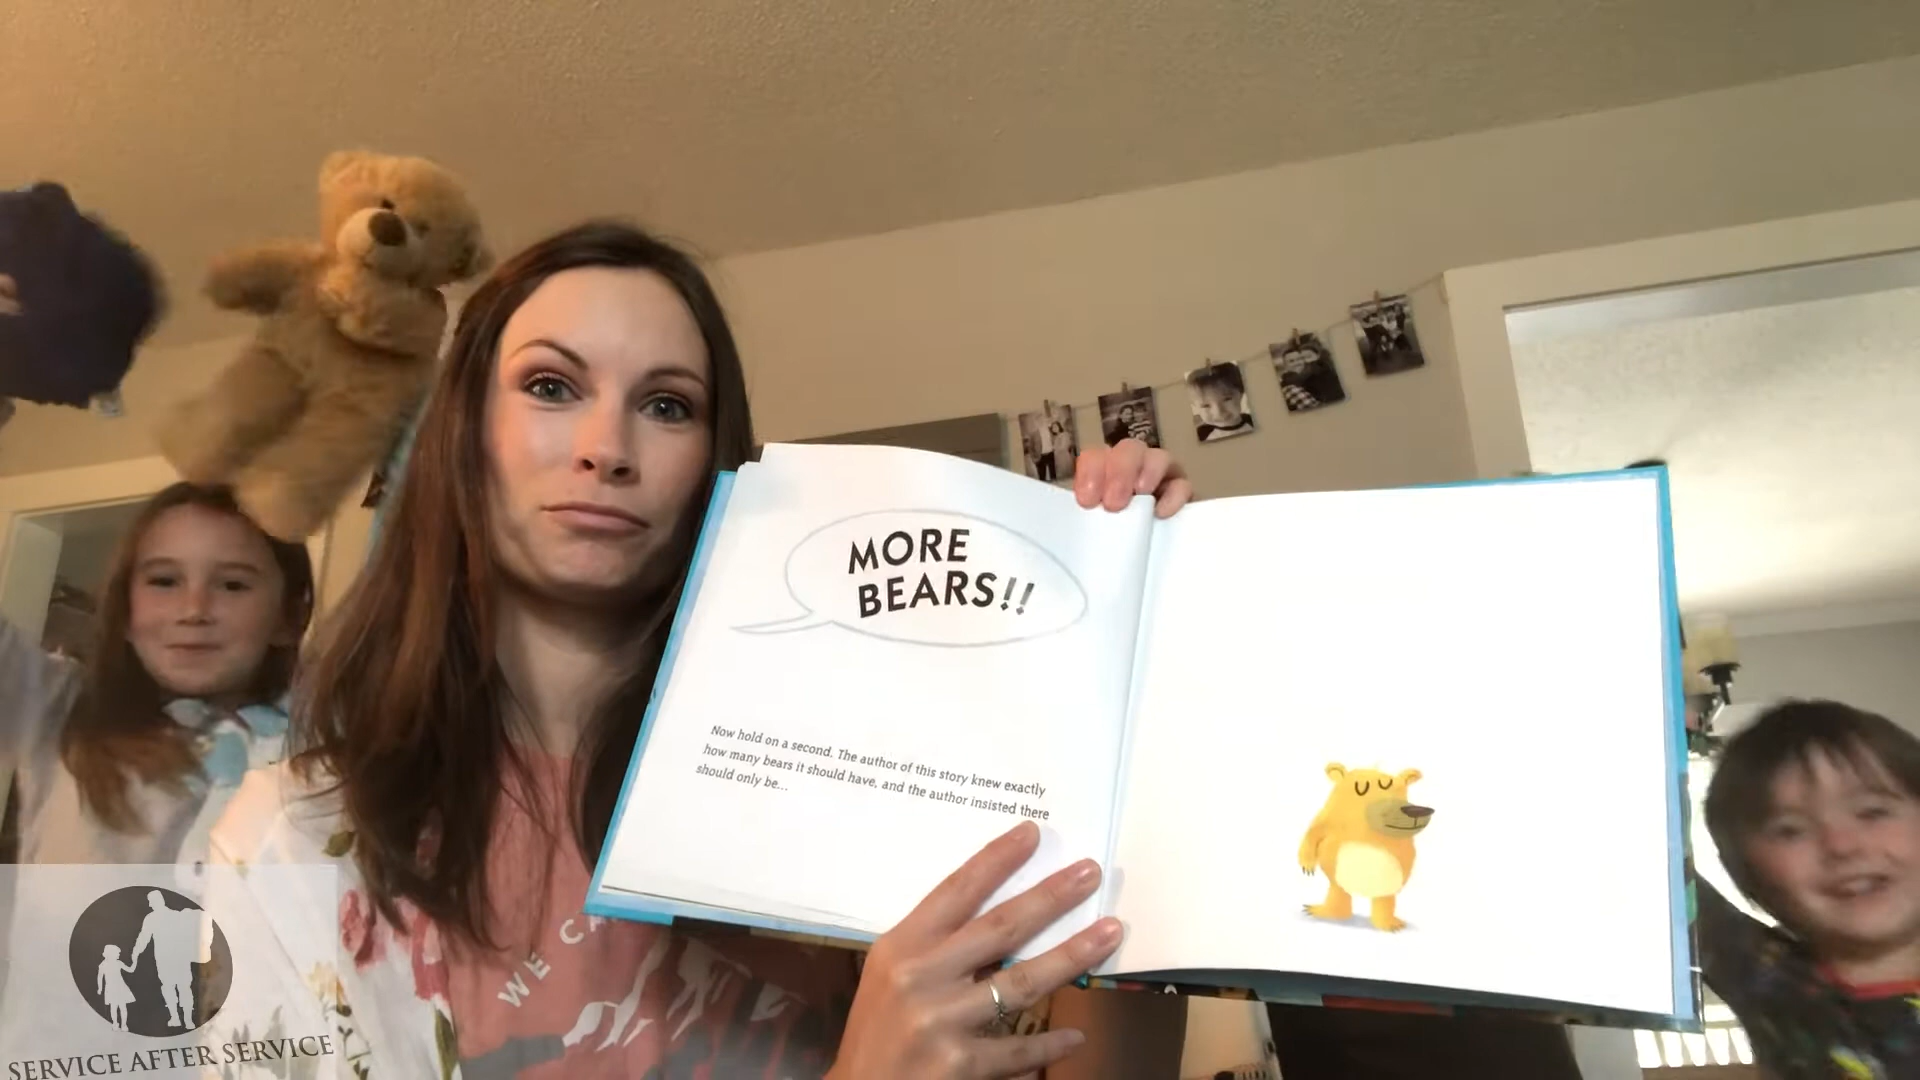 MORE
BEARS!!
Now hold on a second. The author of this story knew exactly
how many bears it should have, and the author insisted there
should only be...
WE
SERVICE AFTER SERVICE